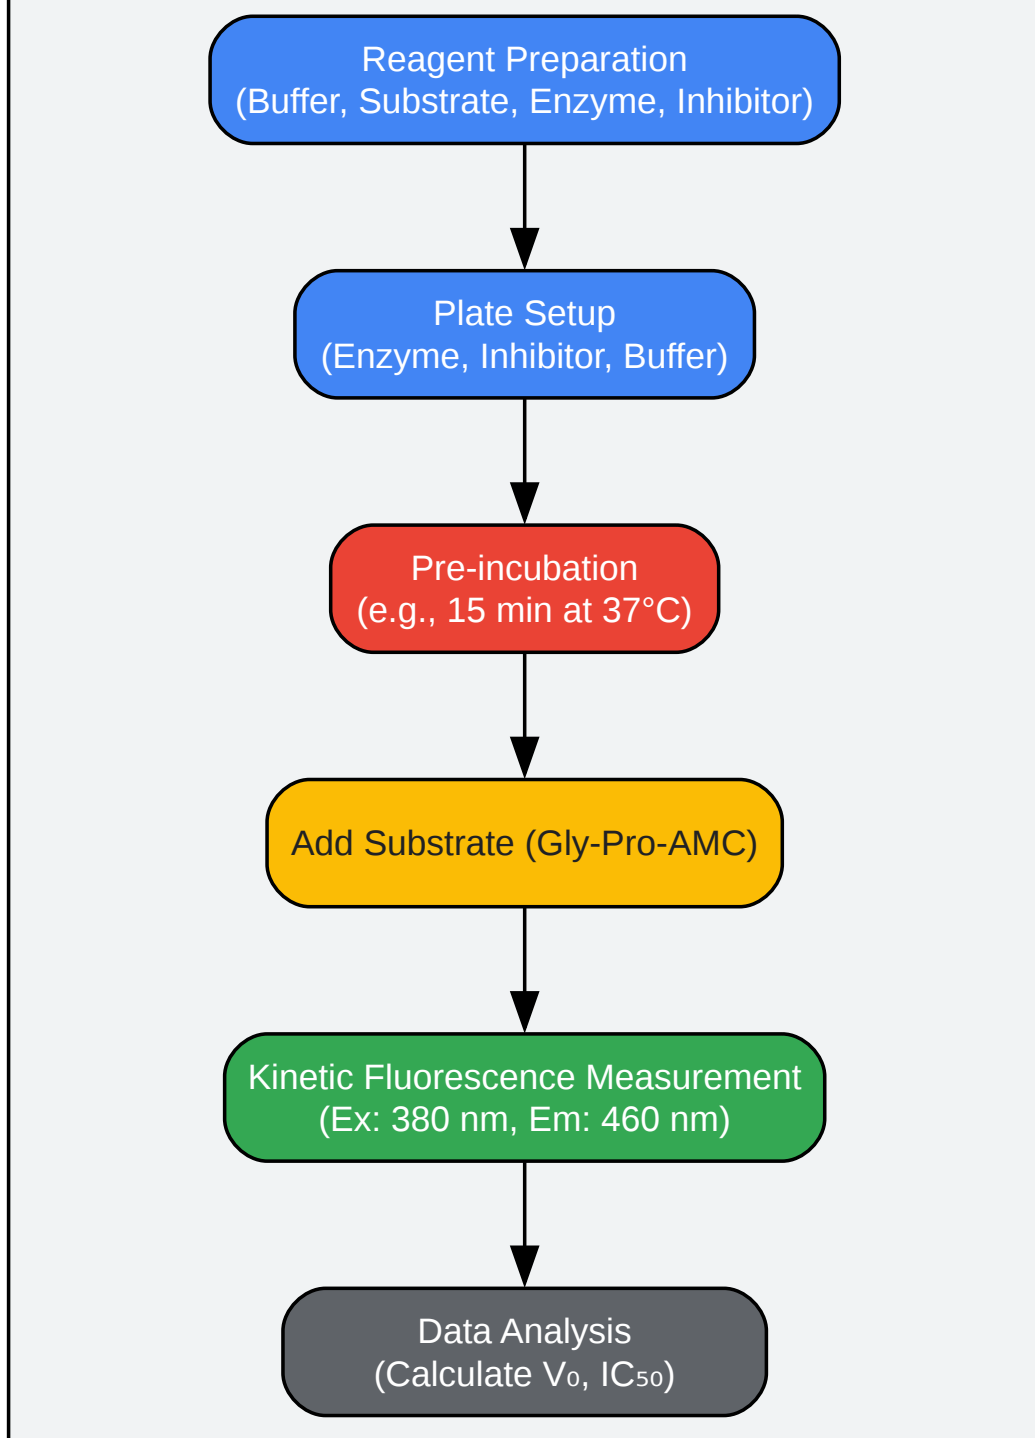 Reagent Preparation
(Buffer, Substrate, Enzyme, Inhibitor)
Plate Setup
(Enzyme, Inhibitor, Buffer)
Pre-incubation
(e.g., 15 min at 37°C)
Add Substrate (Gly-Pro-AMC)
Kinetic Fluorescence Measurement
(Ex: 380 nm, Em: 460 nm)
Data Analysis
(Calculate V₀, IC₅₀)